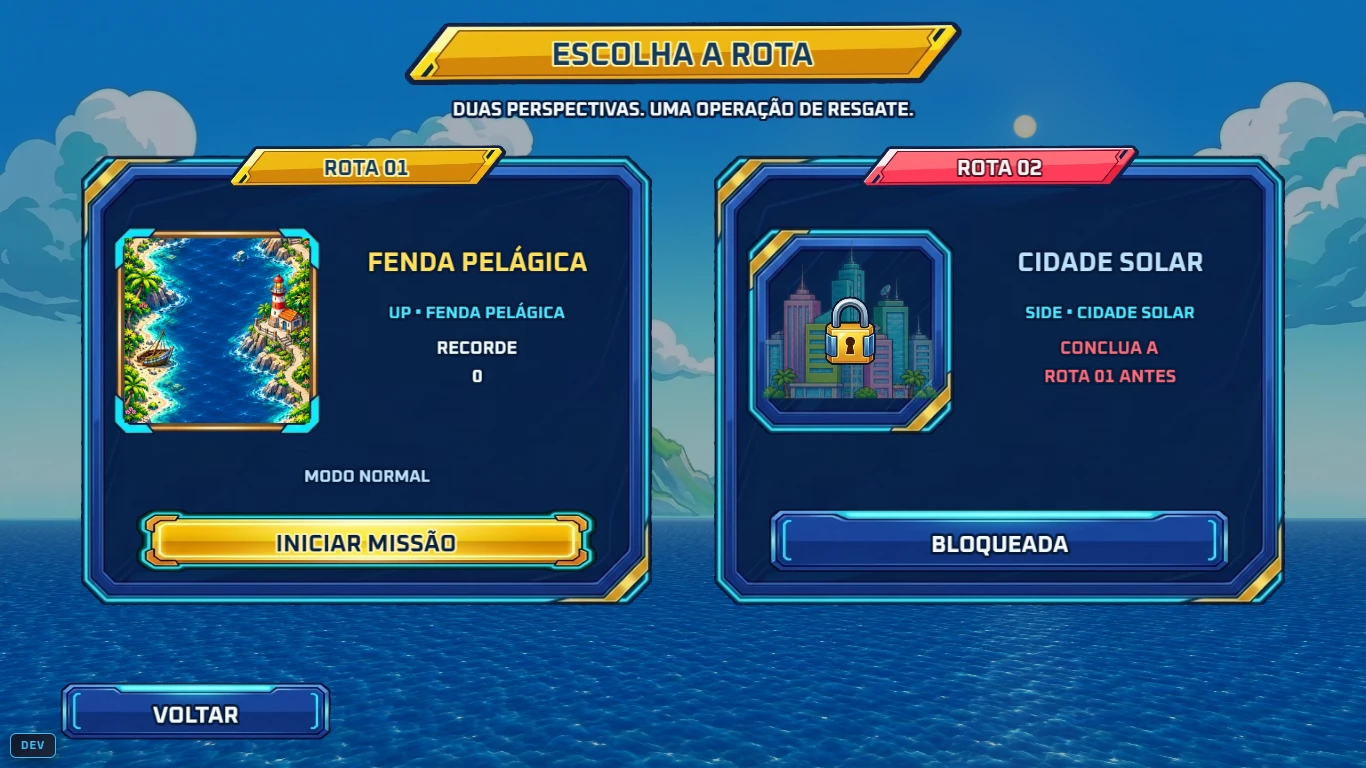 ESCOLHA A ROTA
DUAS PERSPECTIVAS. UMA OPERAÇÃO DE RESGATE.
ROTA 01
FENDA PELÁGICA
UP • FENDA PELÁGICA
RECORDE
0
MODO NORMAL
INICIAR MISSÃO
ROTA 02
CIDADE SOLAR
SIDE • CIDADE SOLAR
CONCLUA A
ROTA 01 ANTES
BLOQUEADA
VOLTAR
DEV